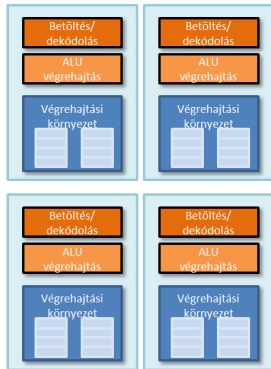 Betöltés/
dekódolás
ALU
végrehajtás
Végrehajtási
környezet
Betöltés/
dekódolás
ALU
végrehajtás
Végrehajtási
környezet
Betöltés/
dekódolás
ALU
végrehajtás
Végrehajtási
környezet
Betöltés/
dekódolás
ALU
végrehajtás
Végrehajtási
környezet